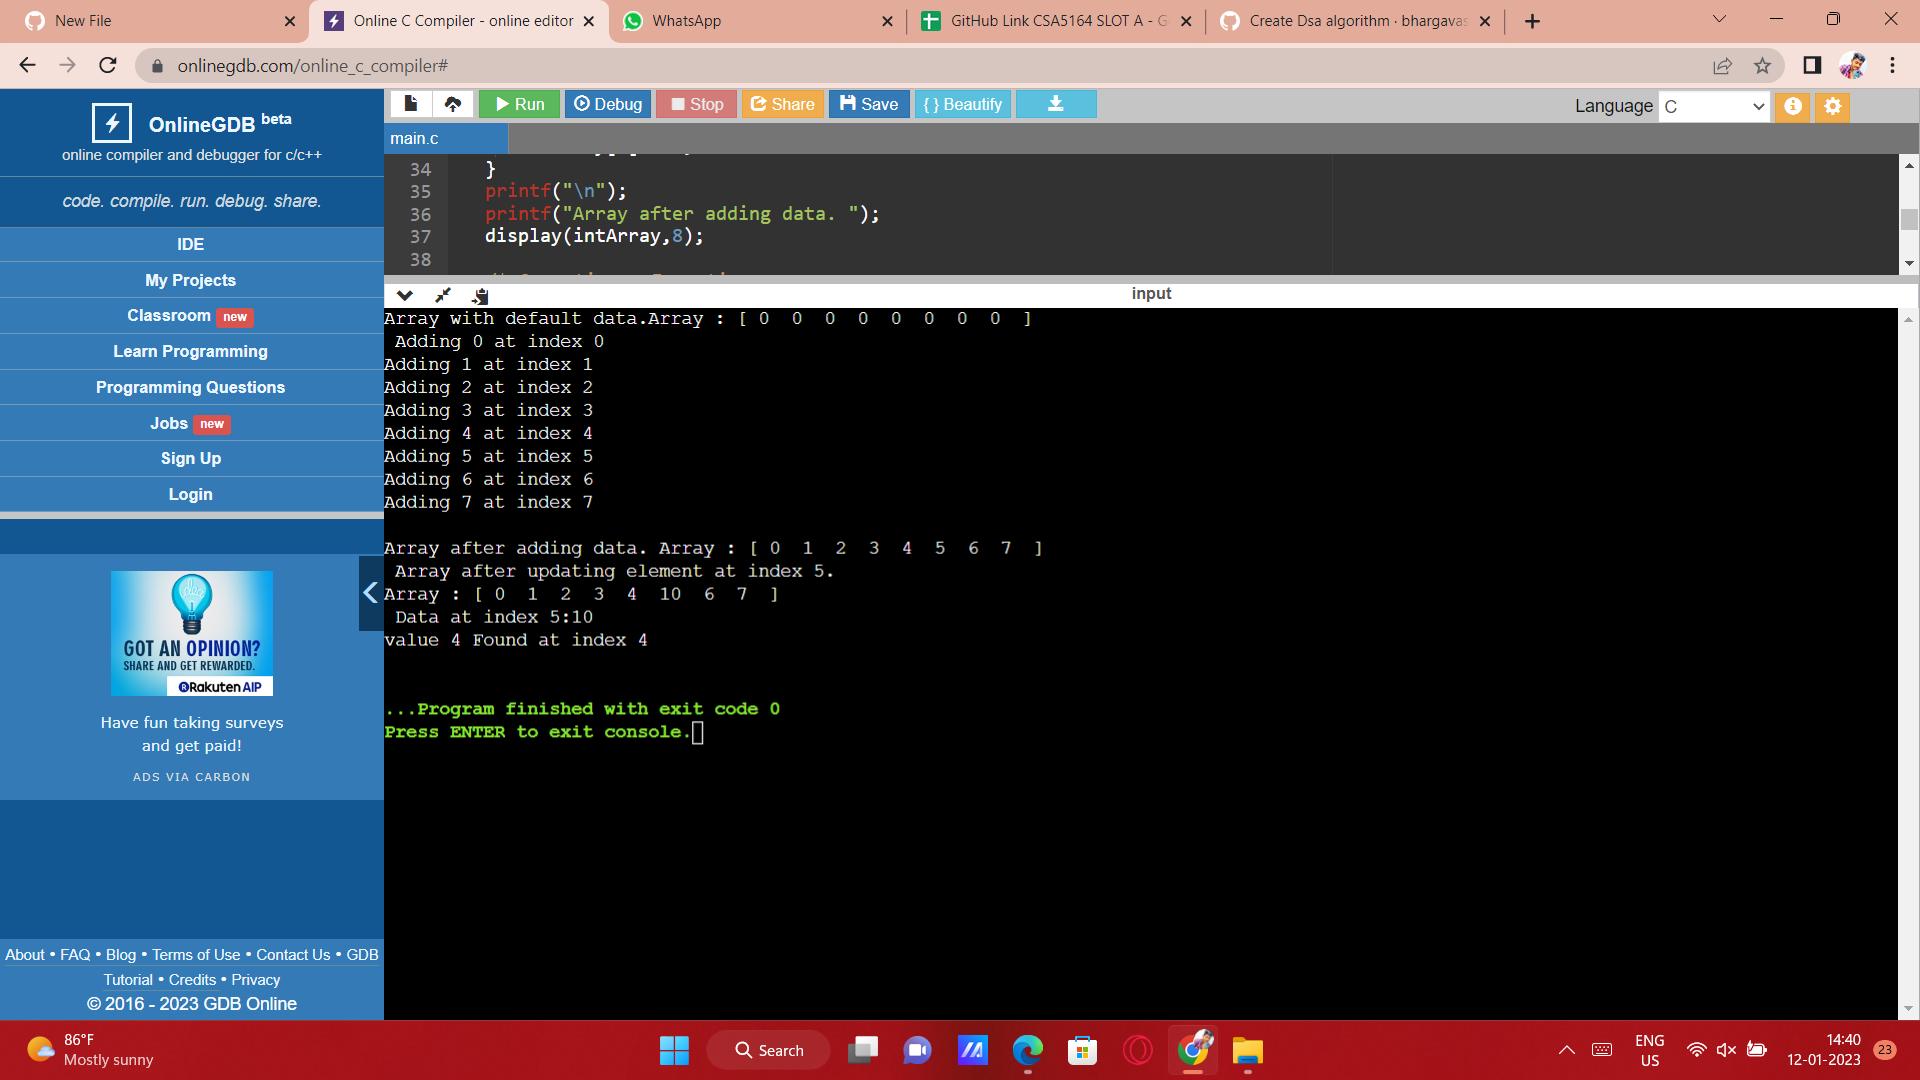 New File
Online C Compiler - online editor
WhatsApp
GitHub Link CSA5164 SLOT A - G
Create Dsa algorithm · bhargavas
onlinegdb.com/online_c_compiler#
OnlineGDB beta
online compiler and debugger for c/c++
code. compile. run. debug. share.
IDE
My Projects
Classroom new
Learn Programming
Programming Questions
Jobs new
Sign Up
Login
GOT AN OPINION?
SHARE AND GET REWARDED.
Rakuten AIP
Have fun taking surveys
and get paid!
ADS VIA CARBON
About • FAQ • Blog • Terms of Use • Contact Us • GDB
Tutorial • Credits • Privacy
© 2016 - 2023 GDB Online
Run Debug Stop Share Save {} Beautify
Language C
main.c
34 }
35 printf("\n");
36 printf("Array after adding data. ");
37 display(intArray,8);
38
input
Array with default data.Array : [ 0 0 0 0 0 0 0 0 ]
Adding 0 at index 0
Adding 1 at index 1
Adding 2 at index 2
Adding 3 at index 3
Adding 4 at index 4
Adding 5 at index 5
Adding 6 at index 6
Adding 7 at index 7
Array after adding data. Array : [ 0 1 2 3 4 5 6 7 ]
Array after updating element at index 5.
Array : [ 0 1 2 3 4 10 6 7 ]
Data at index 5:10
value 4 Found at index 4
...Program finished with exit code 0
Press ENTER to exit console.
86°F
Mostly sunny
Search
ENG
US
14:40
12-01-2023
23